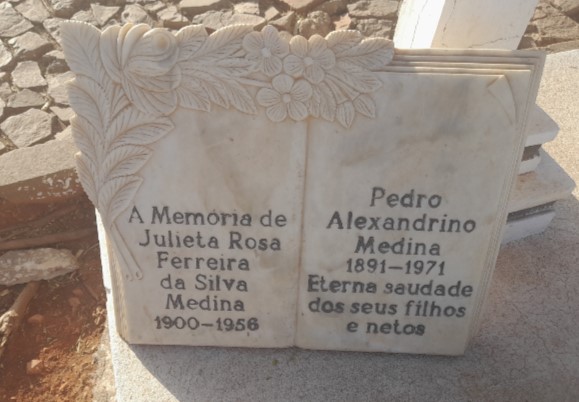 A Memória de
Julieta Rosa
Ferreira
da Silva
Medina
1900-1956
Pedro
Alexandrino
Medina
1891-1971
Eterna saudade
dos seus filhos
e netos